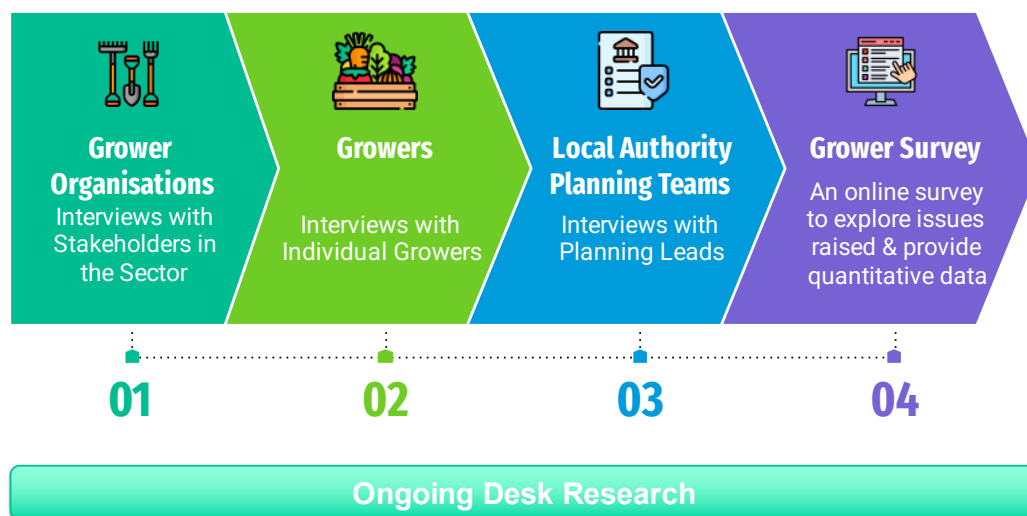 Grower
Organisations
Interviews with
Stakeholders in
the Sector
Growers
Interviews with
Individual Growers
Local Authority
Planning Teams
Interviews with
Planning Leads
Grower Survey
An online survey
to explore issues
raised & provide
quantitative data
01
02
03
04
Ongoing Desk Research